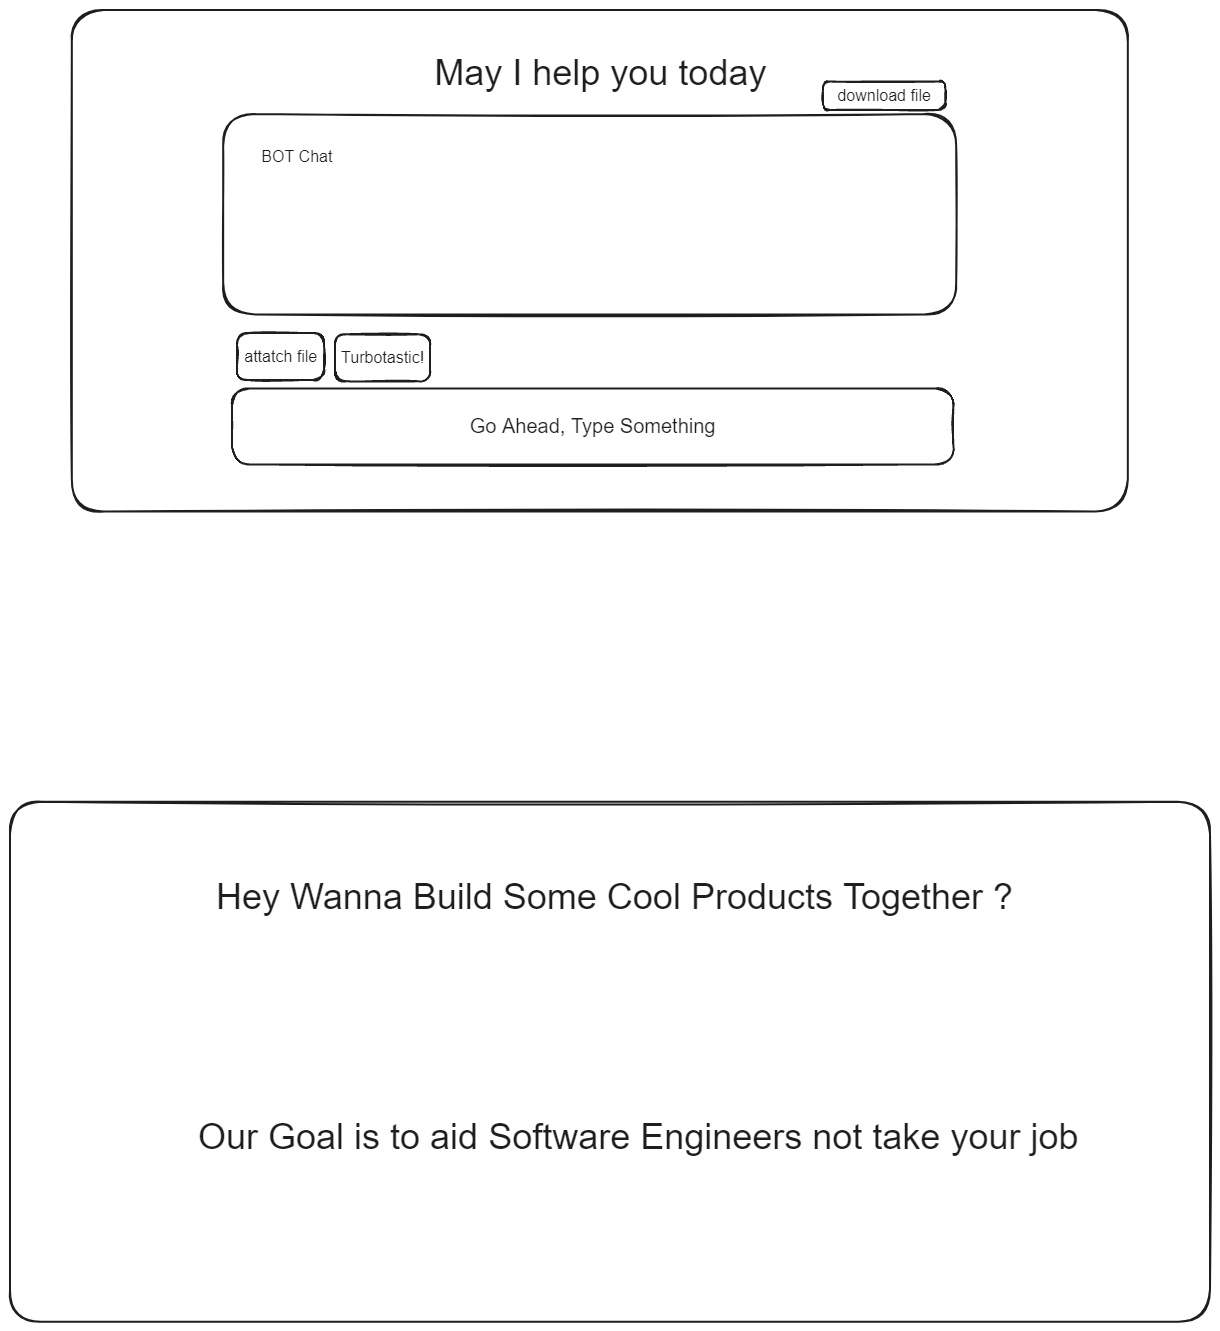 May I help you today
download file
BOT Chat
attatch file
Turbotastic!
Go Ahead, Type Something
Hey Wanna Build Some Cool Products Together ?
Our Goal is to aid Software Engineers not take your job